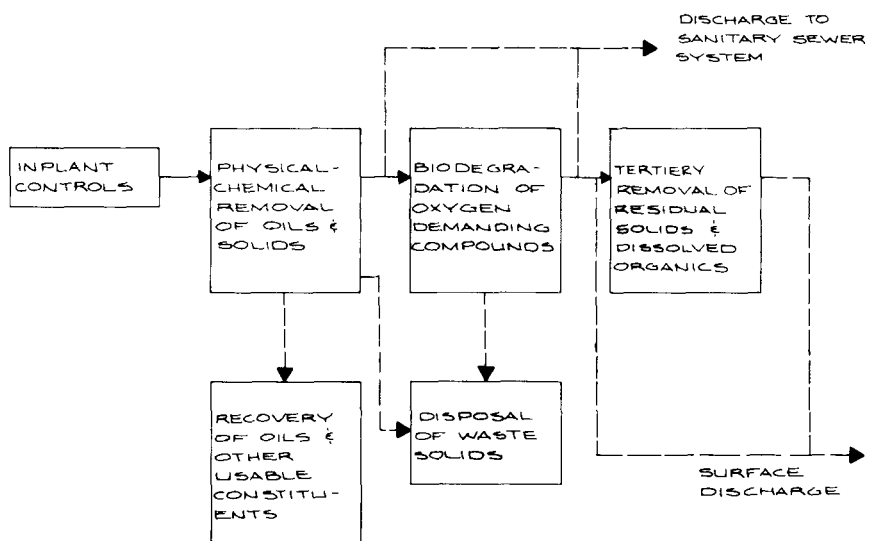 DISCHARGE TO
SANITARY SEWER
SYSTEM
INPLANT
CONTROLS
PHYSICAL-
CHEMICAL
REMOVAL
OF OILS &
SOLIDS
BIODEGRA-
DATION OF
OXYGEN
DEMANDING
COMPOUNDS
TERTIERY
REMOVAL OF
RESIDUAL
SOLIDS &
DISSOLVED
ORGANICS
RECOVERY
OF OILS &
OTHER
USABLE
CONSTITU-
ENTS
DISPOSAL
OF WASTE
SOLIDS
SURFACE
DISCHARGE